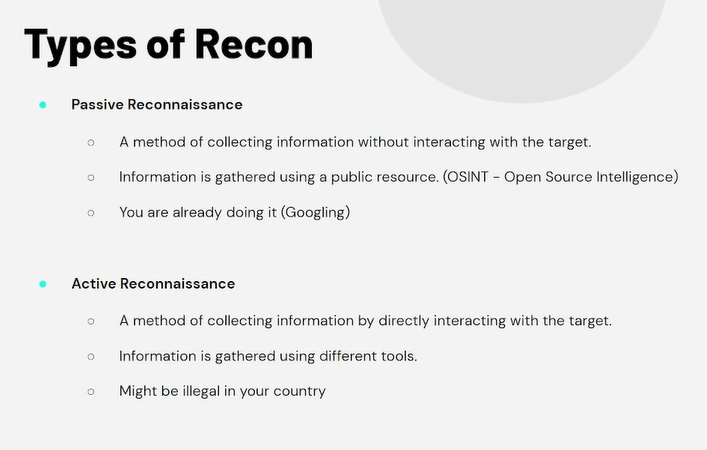 Types of Recon
Passive Reconnaissance
A method of collecting information without interacting with the target.
Information is gathered using a public resource. (OSINT - Open Source Intelligence)
You are already doing it (Googling)
Active Reconnaissance
A method of collecting information by directly interacting with the target.
Information is gathered using different tools.
Might be illegal in your country